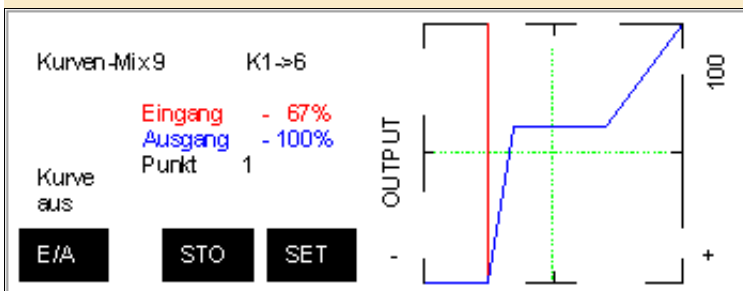 Kurven-Mix 9 K1->6
Eingang - 67%
Ausgang - 100%
Punkt 1
Kurve
aus
E/A STO SET
OUTPUT
100
- +